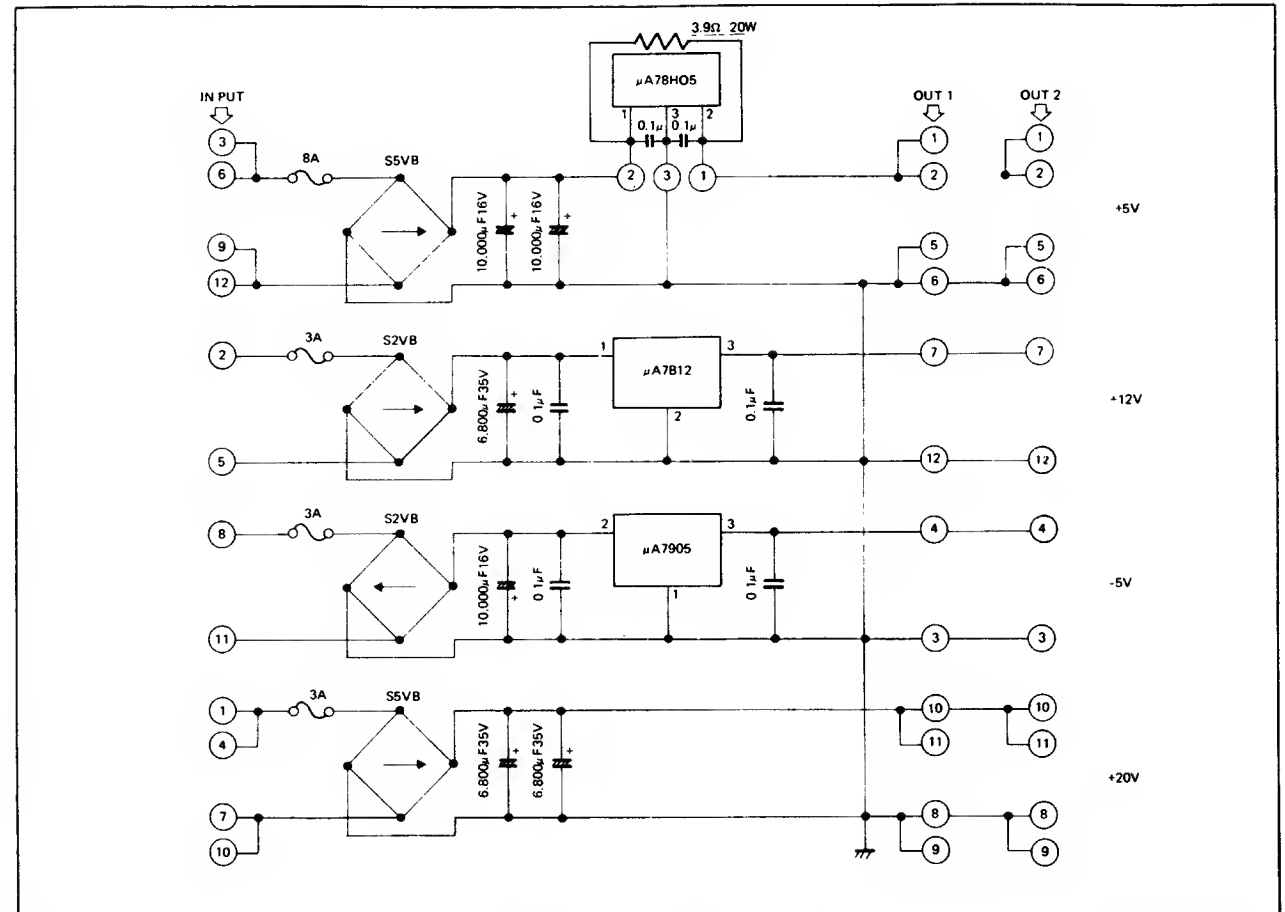 3.9Ω 20W
μA78HO5
1 3 2
0.1μ 0.1μ
IN PUT OUT 1 OUT 2
3 8A S5VB 1 1
6 2 3 1 2 2
10.000μF16V + 10.000μF16V +
+5V
9 5 5
12 6 6
2 3A S2VB 1 μA7B12 3 7 7
6.800μF35V + 0 1μF 2 0.1μF
+12V
5 12 12
8 3A S2VB 2 μA7905 3 4 4
10.000μF16V + 0 1μF 1 0 1μF
-5V
11 3 3
1 3A S5VB 10 10
4 11 11
6.800μF35V + 6.800μF35V +
+20V
7 8 8
10 9 9